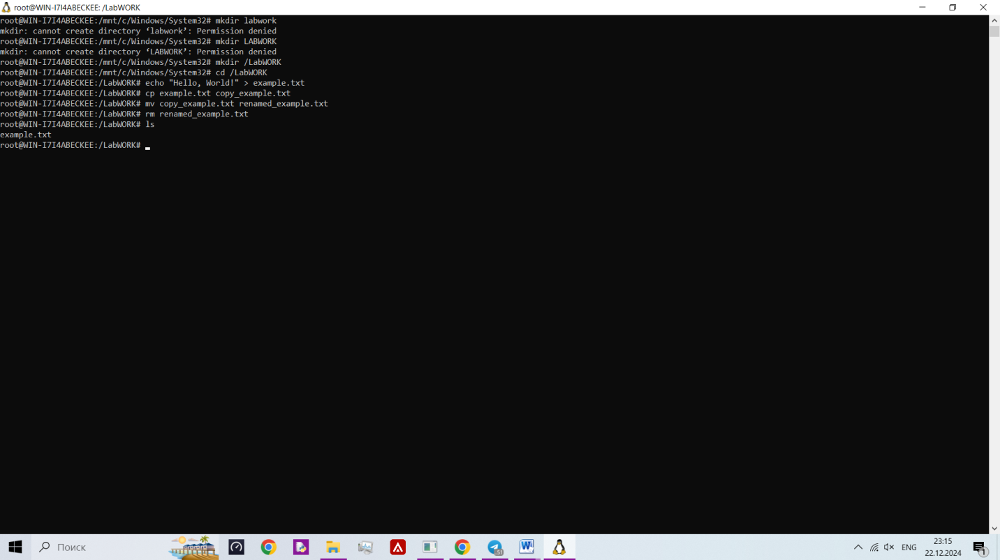 root@WIN-I7I4ABECKEE: /LabWORK
root@WIN-I7I4ABECKEE:/mnt/c/Windows/System32# mkdir labwork
mkdir: cannot create directory ‘labwork’: Permission denied
root@WIN-I7I4ABECKEE:/mnt/c/Windows/System32# mkdir LABWORK
mkdir: cannot create directory ‘LABWORK’: Permission denied
root@WIN-I7I4ABECKEE:/mnt/c/Windows/System32# mkdir /LabWORK
root@WIN-I7I4ABECKEE:/mnt/c/Windows/System32# cd /LabWORK
root@WIN-I7I4ABECKEE:/LabWORK# echo "Hello, World!" > example.txt
root@WIN-I7I4ABECKEE:/LabWORK# cp example.txt copy_example.txt
root@WIN-I7I4ABECKEE:/LabWORK# mv copy_example.txt renamed_example.txt
root@WIN-I7I4ABECKEE:/LabWORK# rm renamed_example.txt
root@WIN-I7I4ABECKEE:/LabWORK# ls
example.txt
root@WIN-I7I4ABECKEE:/LabWORK#
Поиск
51
W
ENG
23:15
22.12.2024
1